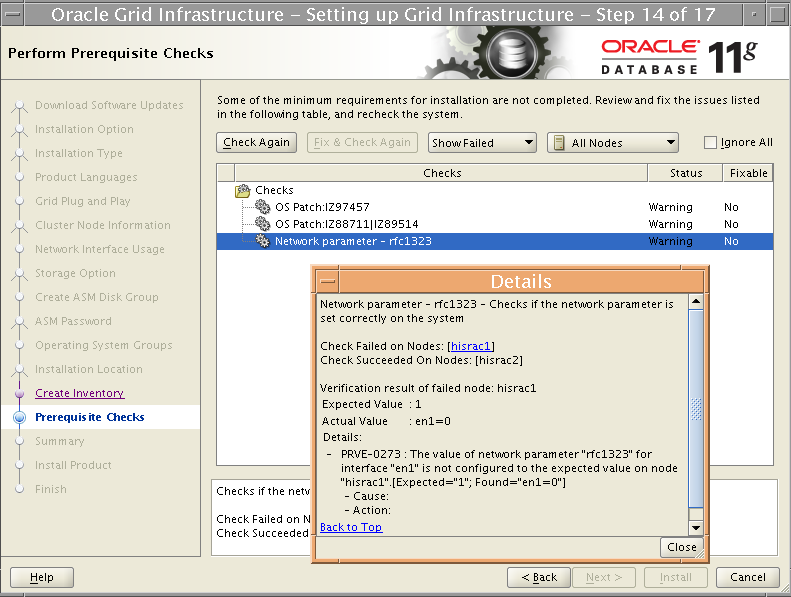 Oracle Grid Infrastructure – Setting up Grid Infrastructure – Step 14 of 17
Perform Prerequisite Checks
ORACLE
DATABASE
11g
Download Software Updates
Installation Option
Installation Type
Product Languages
Grid Plug and Play
Cluster Node Information
Network Interface Usage
Storage Option
Create ASM Disk Group
ASM Password
Operating System Groups
Installation Location
Create Inventory
Prerequisite Checks
Summary
Install Product
Finish
Some of the minimum requirements for installation are not completed. Review and fix the issues listed
in the following table, and recheck the system.
Check Again
Fix & Check Again
Show Failed
All Nodes
Ignore All
Checks Status Fixable
Checks
OS Patch:IZ97457 Warning No
OS Patch:IZ88711|IZ89514 Warning No
Network parameter - rfc1323 Warning No
Checks if the netw
Check Failed on N
Check Succeeded
Details
Network parameter - rfc1323 - Checks if the network parameter is
set correctly on the system
Check Failed on Nodes: [hisrac1]
Check Succeeded On Nodes: [hisrac2]
Verification result of failed node: hisrac1
Expected Value : 1
Actual Value : en1=0
Details:
- PRVE-0273 : The value of network parameter "rfc1323" for
interface "en1" is not configured to the expected value on node
"hisrac1".[Expected="1"; Found="en1=0"]
- Cause:
- Action:
Back to Top
Close
Help
< Back
Next >
Install
Cancel